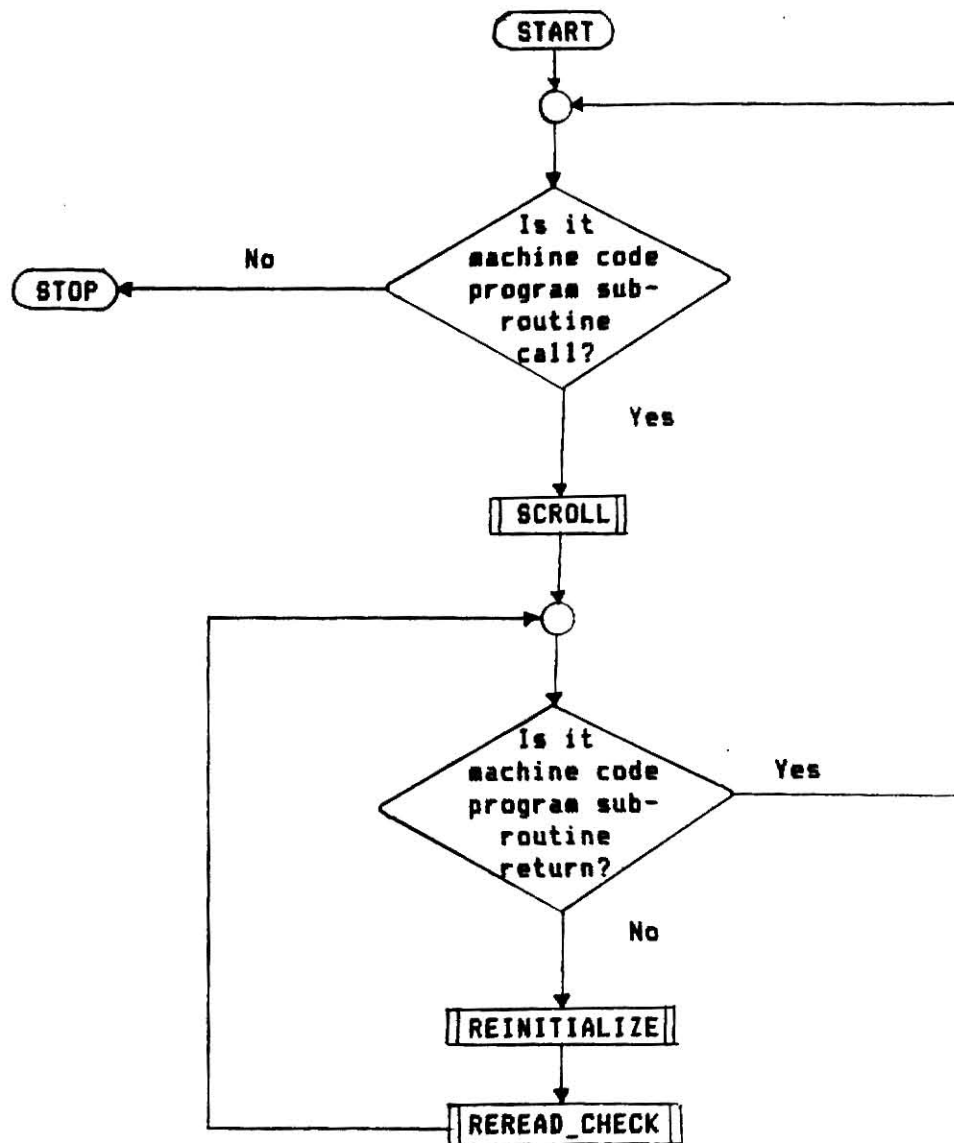 START
Is it
machine code
program sub-
routine
call?
No
STOP
Yes
SCROLL
Is it
machine code
program sub-
routine
return?
Yes
No
REINITIALIZE
REREAD_CHECK